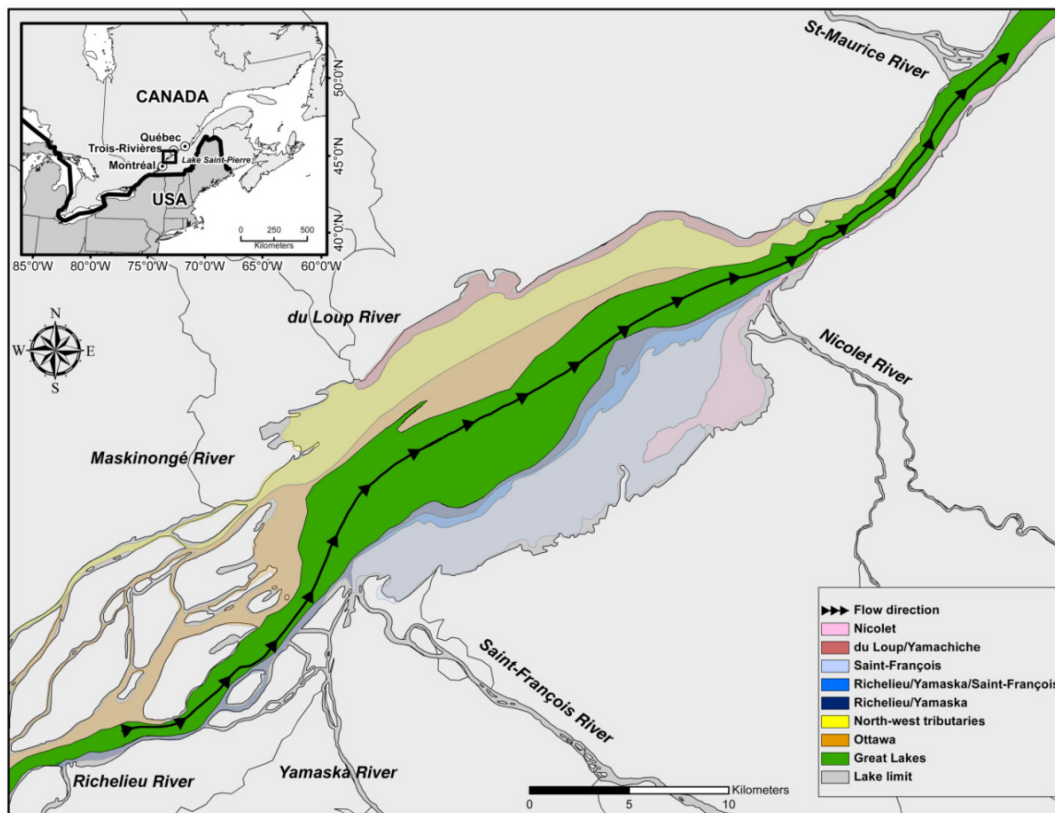 CANADA
Québec
Trois-Rivières
Lake Saint-Pierre
Montréal
USA
0 250 500
Kilometers
50°0'N
45°0'N
40°0'N
85°0'W 80°0'W 75°0'W 70°0'W 65°0'W 60°0'W
St-Maurice River
N
W E
S
du Loup River
Nicolet River
Maskinongé River
Saint-François River
Richelieu River
Yamaska River
Flow direction
Nicolet
du Loup/Yamachiche
Saint-François
Richelieu/Yamaska/Saint-François
Richelieu/Yamaska
North-west tributaries
Ottawa
Great Lakes
Lake limit
Kilometers
0 5 10